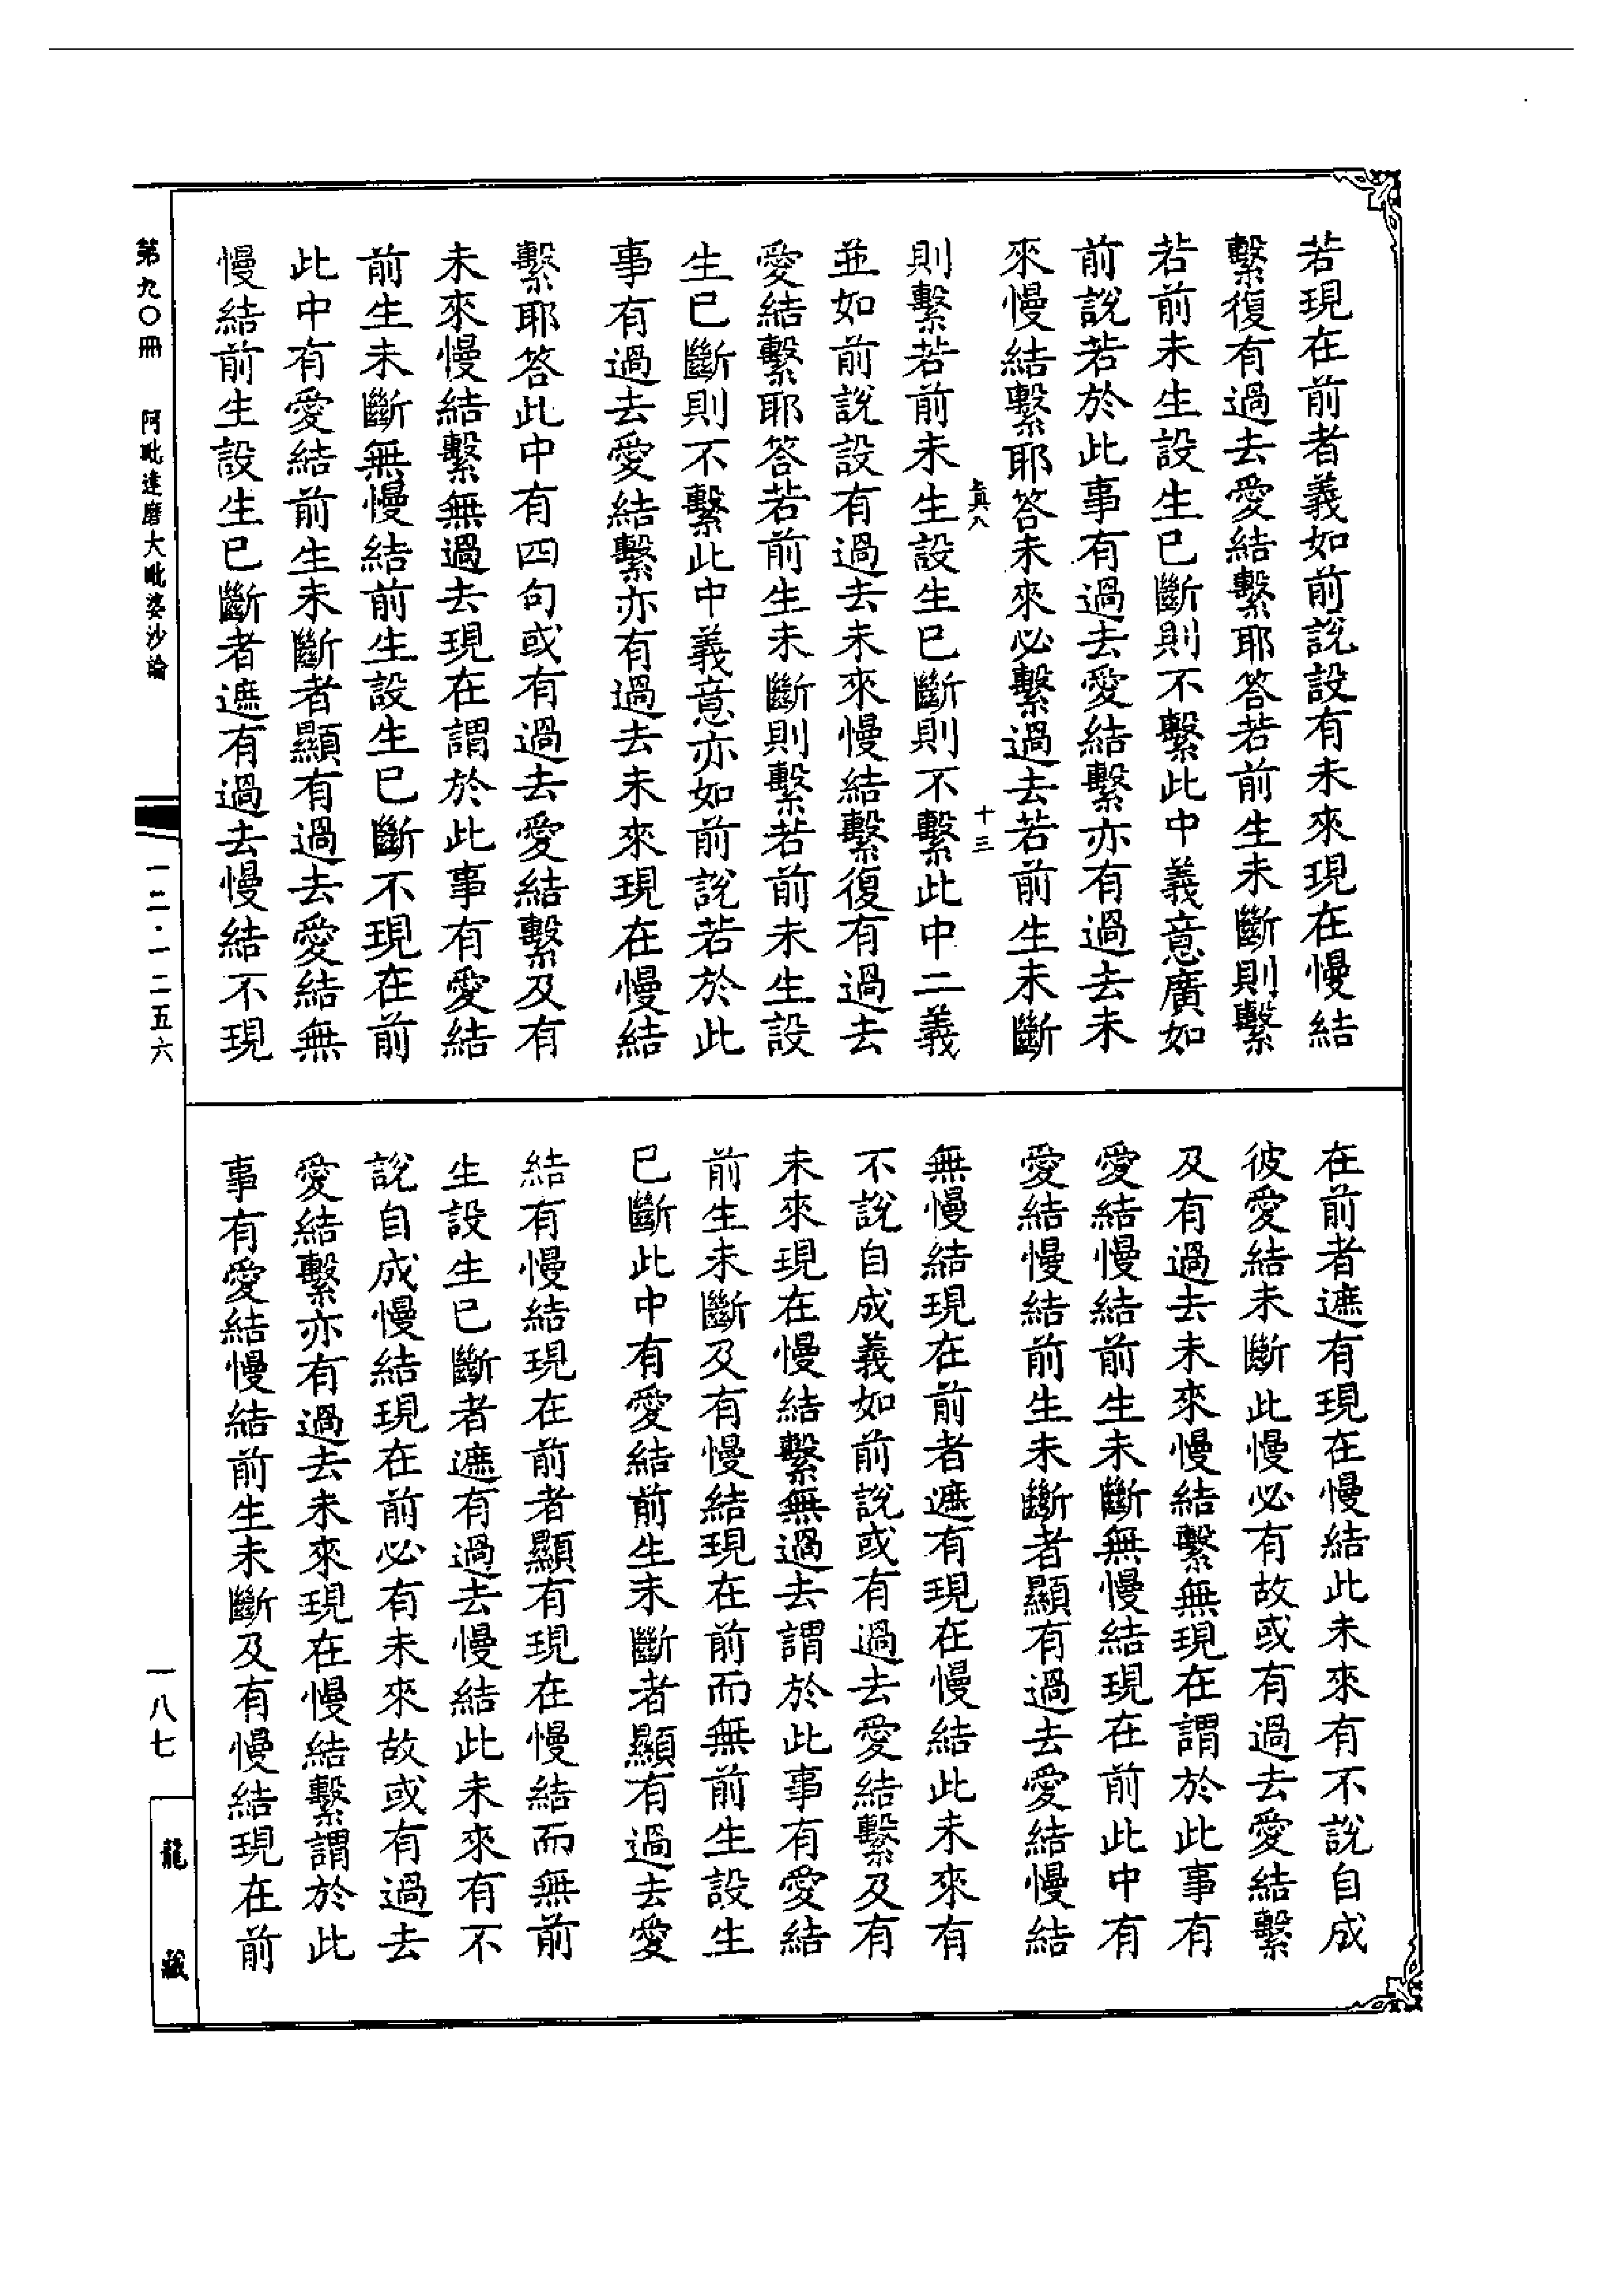 若現在前者義如前說設有未來現在慢結
繫復有過去愛結繫耶答若前生未斷則繫
若前未生設生已斷則不繫此中義意廣如
前說若於此事有過去愛結繫亦有過去未
來慢結繫耶答未來必繫過去若前生未斷
真八
十三
則繫若前未生設生已斷則不繫此中二義
並如前說設有過去未來慢結繫復有過去
愛結繫耶答若前生未斷則繫若前未生設
生已斷則不繫此中義意亦如前說若於此
事有過去愛結繫亦有過去未來現在慢結
繫耶答此中有四句或有過去愛結繫及有
未來慢結繫無過去現在謂於此事有愛結
前生未斷無慢結前生設生已斷不現在前
此中有愛結前生未斷者顯有過去愛結無
慢結前生設生已斷者遮有過去慢結不現
在前者遮有現在慢結此未來有不說自成
彼愛結未斷此慢必有故或有過去愛結繫
及有過去未來慢結繫無現在謂於此事有
愛結慢結前生未斷無慢結現在前此中有
愛結慢結前生未斷者顯有過去愛結慢結
無慢結現在前者遮有現在慢結此未來有
不說自成義如前說或有過去愛結繫及有
未來現在慢結繫無過去謂於此事有愛結
前生未斷及有慢結現在前而無前生設生
已斷此中有愛結前生未斷者顯有過去愛
結有慢結現在前者顯有現在慢結而無前
生設生已斷者遮有過去慢結此未來有不
說自成慢結現在前必有未來故或有過去
愛結繫亦有過去未來現在慢結繫謂於此
事有愛結慢結前生未斷及有慢結現在前
第九〇冊 阿毗達磨大毗婆沙論
一二·一二五六
一八七
龍藏